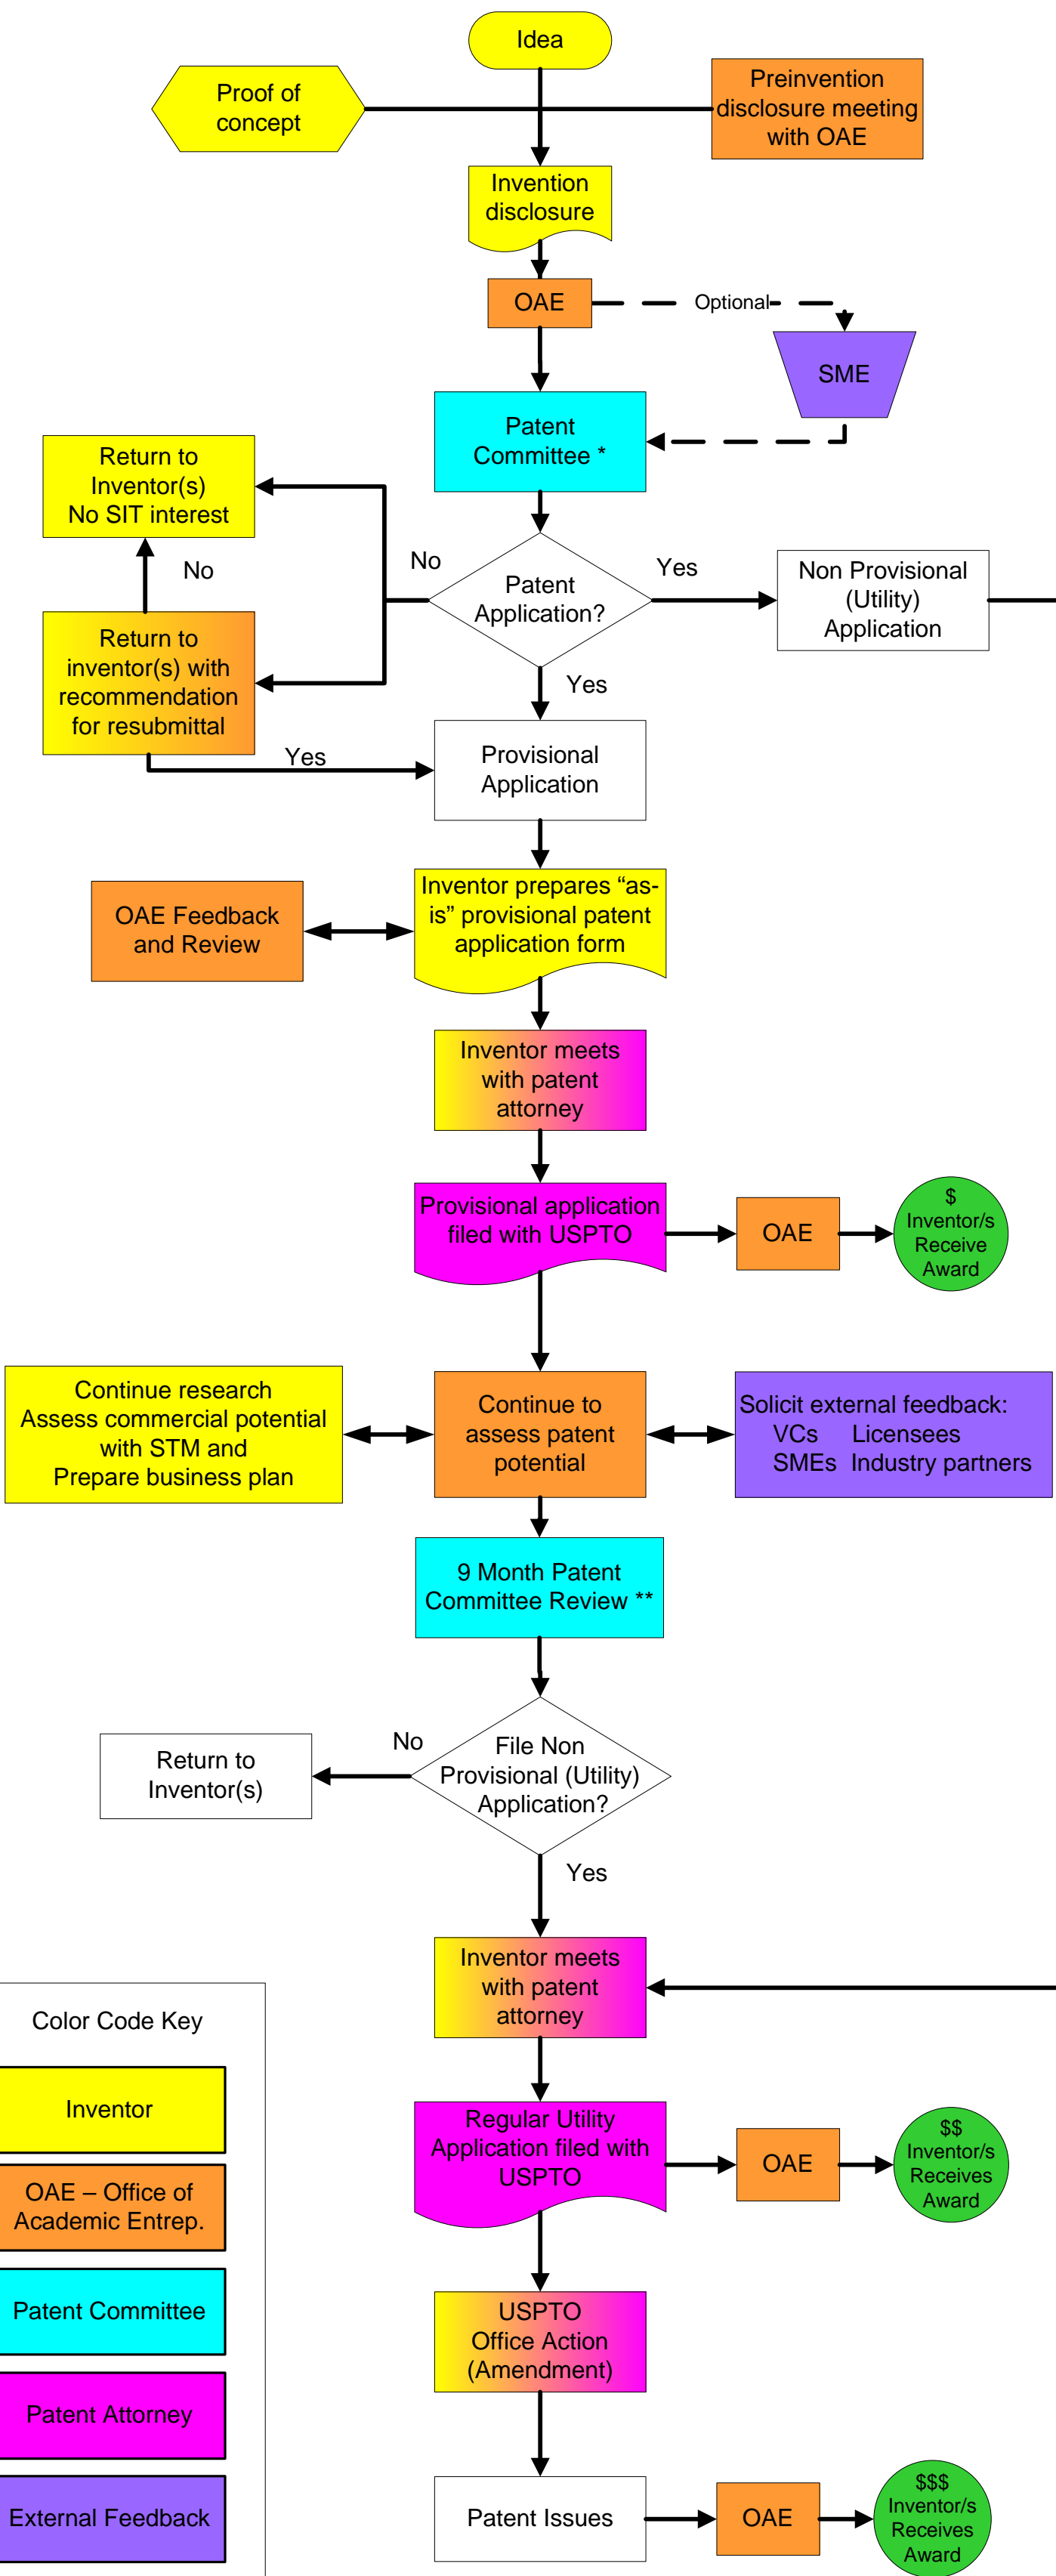 Idea
Proof of
concept
Preinvention
disclosure meeting
with OAE
Invention
disclosure
OAE
Optional
SME
Patent
Committee *
Return to
Inventor(s)
No SIT interest
No
No
Patent
Application?
Yes
Non Provisional
(Utility)
Application
Return to
inventor(s) with
recommendation
for resubmittal
Yes
Yes
Provisional
Application
OAE Feedback
and Review
Inventor prepares “as-
is” provisional patent
application form
Inventor meets
with patent
attorney
Provisional application
filed with USPTO
OAE
$
Inventor/s
Receive
Award
Continue research
Assess commercial potential
with STM and
Prepare business plan
Continue to
assess patent
potential
Solicit external feedback:
VCs Licensees
SMEs Industry partners
9 Month Patent
Committee Review **
Return to
Inventor(s)
No
File Non
Provisional (Utility)
Application?
Yes
Inventor meets
with patent
attorney
Regular Utility
Application filed with
USPTO
OAE
$$
Inventor/s
Receives
Award
USPTO
Office Action
(Amendment)
Patent Issues
OAE
$$$
Inventor/s
Receives
Award
Color Code Key
Inventor
OAE – Office of
Academic Entrep.
Patent Committee
Patent Attorney
External Feedback